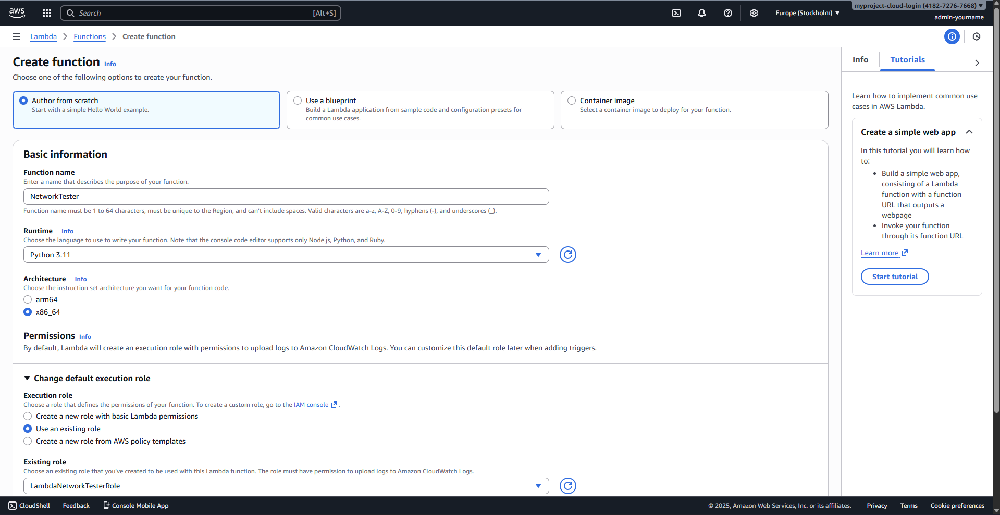 aws
Search [Alt+S]
Europe (Stockholm)
myproject-cloud-login (4182-7276-7668)
admin-yourname
Lambda > Functions > Create function
Create function Info
Choose one of the following options to create your function.
Author from scratch
Start with a simple Hello World example.
Use a blueprint
Build a Lambda application from sample code and configuration presets for
common use cases.
Container image
Select a container image to deploy for your function.
Basic information
Function name
Enter a name that describes the purpose of your function.
NetworkTester
Function name must be 1 to 64 characters, must be unique to the Region, and can't include spaces. Valid characters are a-z, A-Z, 0-9, hyphens (-), and underscores (_).
Runtime Info
Choose the language to use to write your function. Note that the console code editor supports only Node.js, Python, and Ruby.
Python 3.11
Architecture Info
Choose the instruction set architecture you want for your function code.
arm64
x86_64
Permissions Info
By default, Lambda will create an execution role with permissions to upload logs to Amazon CloudWatch Logs. You can customize this default role later when adding triggers.
Change default execution role
Execution role
Choose a role that defines the permissions of your function. To create a custom role, go to the IAM console.
Create a new role with basic Lambda permissions
Use an existing role
Create a new role from AWS policy templates
Existing role
Choose an existing role that you've created to be used with this Lambda function. The role must have permission to upload logs to Amazon CloudWatch Logs.
LambdaNetworkTesterRole
Info
Tutorials
Learn how to implement common use
cases in AWS Lambda.
Create a simple web app
In this tutorial you will learn how
to:
• Build a simple web app,
consisting of a Lambda
function with a function
URL that outputs a
webpage
• Invoke your function
through its function URL
Learn more
Start tutorial
CloudShell Feedback Console Mobile App
© 2025, Amazon Web Services, Inc. or its affiliates. Privacy Terms Cookie preferences